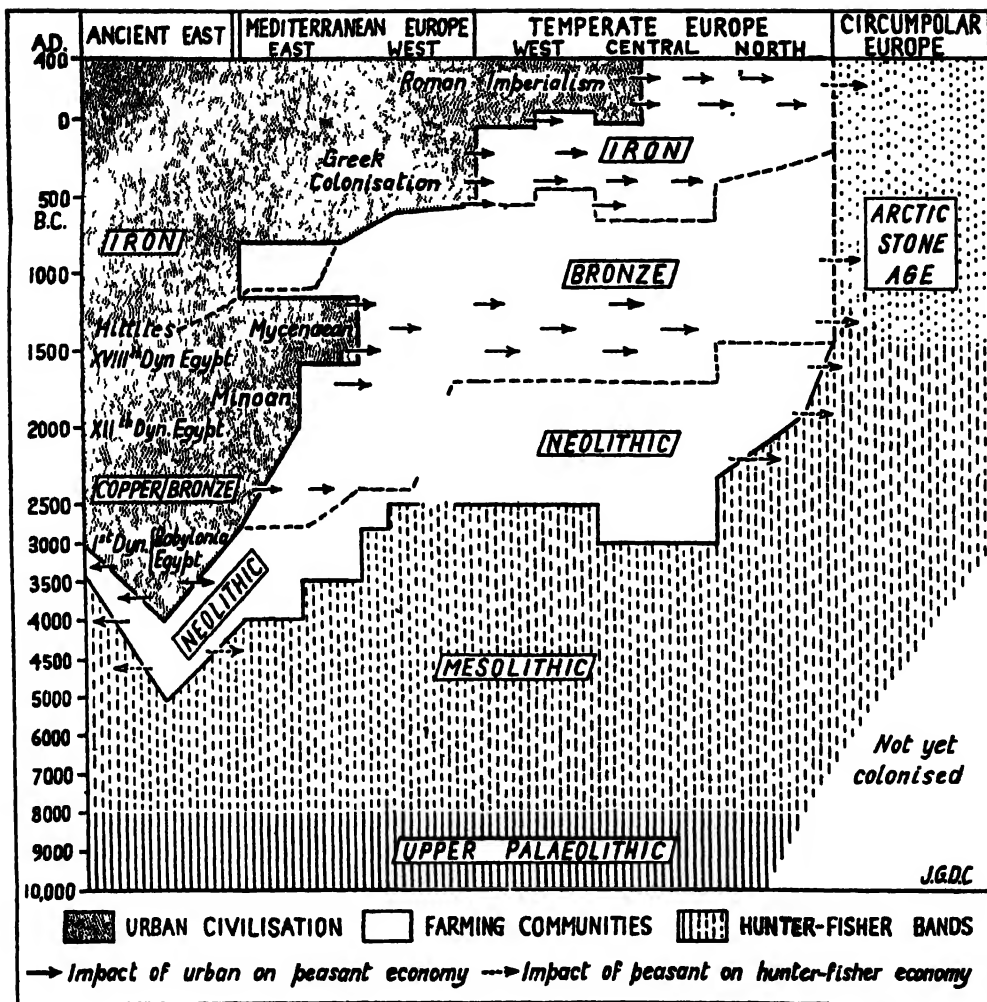 ANCIENT EAST
MEDITERRANEAN EUROPE
EAST WEST
TEMPERATE EUROPE
WEST CENTRAL NORTH
CIRCUMPOLAR
EUROPE
A.D.
400
0
500
B.C.
1000
1500
2000
2500
3000
3500
4000
4500
5000
6000
7000
8000
9000
10,000
Roman Imperialism
Greek
Colonisation
IRON
IRON
ARCTIC
STONE
AGE
BRONZE
Hittites
Mycenaean
XVIIIth Dyn Egypt.
Minoan
XIIth Dyn. Egypt
NEOLITHIC
COPPER/BRONZE
Ist Dyn. Egypt
Babylonia
NEOLITHIC
MESOLITHIC
Not yet
colonised
UPPER PALAEOLITHIC
J.G.D.C
URBAN CIVILISATION FARMING COMMUNITIES HUNTER-FISHER BANDS
Impact of urban on peasant economy Impact of peasant on hunter-fisher economy